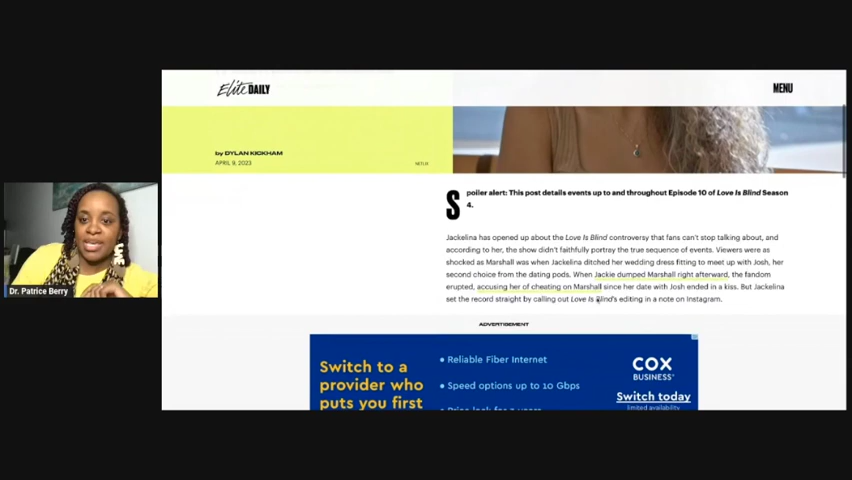 Elite DAILY
MENU
by DYLAN KICKHAM
APRIL 9, 2023
Spoiler alert: This post details events up to and throughout Episode 10 of Love Is Blind Season
4.
Jackelina has opened up about the Love Is Blind controversy that fans can't stop talking about, and
according to her, the show didn't faithfully portray the true sequence of events. Viewers were as
shocked as Marshall was when Jackelina ditched her wedding dress fitting to meet up with Josh, her
second choice from the dating pods. When Jackie dumped Marshall right afterward, the fandom
erupted, accusing her of cheating on Marshall since her date with Josh ended in a kiss. But Jackelina
set the record straight by calling out Love Is Blind's editing in a note on Instagram.
Dr. Patrice Berry
ADVERTISEMENT
Switch to a
provider who
puts you first
• Reliable Fiber Internet
• Speed options up to 10 Gbps
COX
BUSINESS
Switch today
limited availability